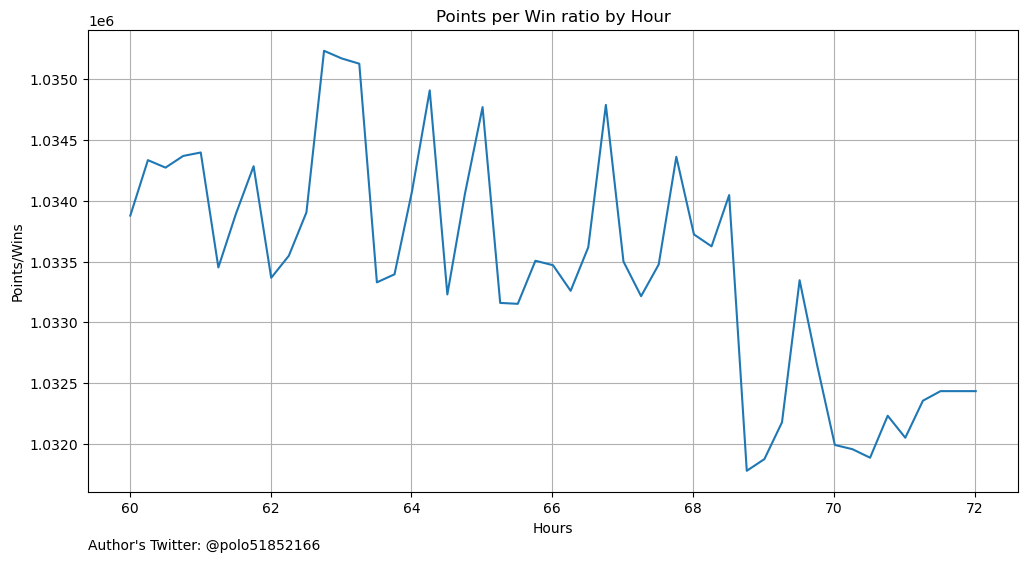 Points per Win ratio by Hour
1e6
1.0350
1.0345
1.0340
1.0335
1.0330
1.0325
1.0320
Points/Wins
60 62 64 66 68 70 72
Hours
Author's Twitter: @polo51852166